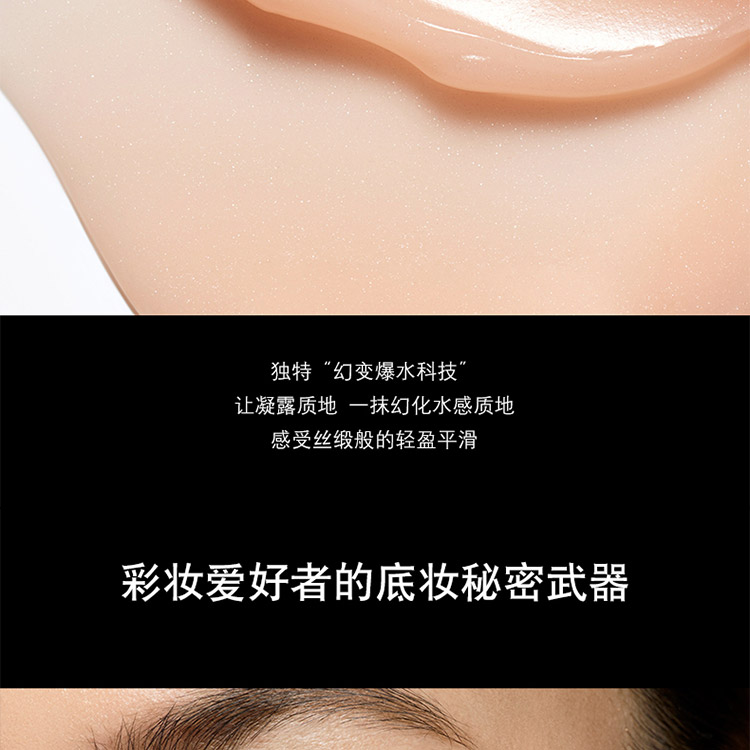 独特“幻变爆水科技”
让凝露质地 一抹幻化水感质地
感受丝缎般的轻盈平滑
彩妆爱好者的底妆秘密武器